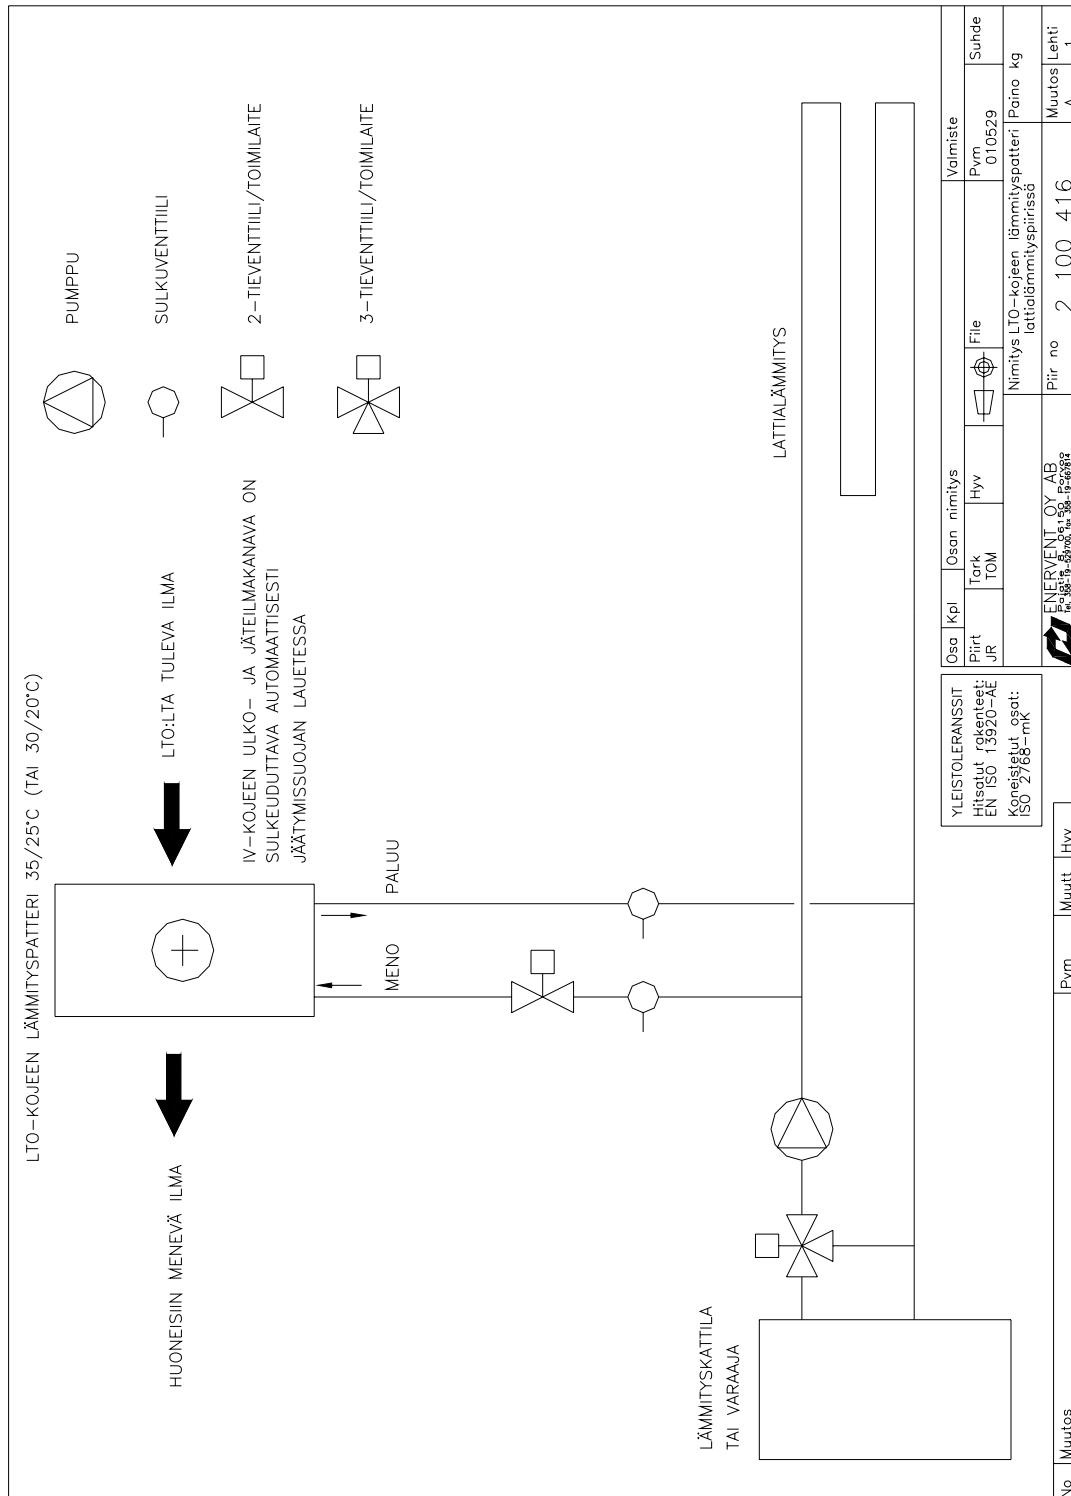 LTO-KOJEEN LÄMMITYSPATTERI 35/25°C (TAI 30/20°C)
HUONEISIIN MENEVÄ ILMA
LTO:LTA TULEVA ILMA
IV-KOJEEN ULKO- JA JÄTEILMAKANAVA ON
SULKEUDUTTAVA AUTOMAATTISESTI
JÄÄTYMISSUOJAN LAUETESSA
MENO
PALUU
PUMPPU
SULKUVENTTIILI
2-TIEVENTTIILI/TOIMILAITE
3-TIEVENTTIILI/TOIMILAITE
LÄMMITYSKATTILA
TAI VARAAJA
LATTIALÄMMITYS
YLEISTOLERANSSIT
Hitsatut rakenteet:
EN ISO 13920-AE
Koneistetut osat:
ISO 2768-mK
Osa Kpl Osan nimitys Valmiste
Piirt JR
Tark TOM
Hyv
File
Pvm 010529
Suhde
Nimitys LTO-kojeen lämmityspatteri
lattialämmityspiirissä
Paino kg
ENERVENT OY AB
Piir no 2 100 416
Muutos
Lehti 1
No Muutos Pvm Muutt Hyv